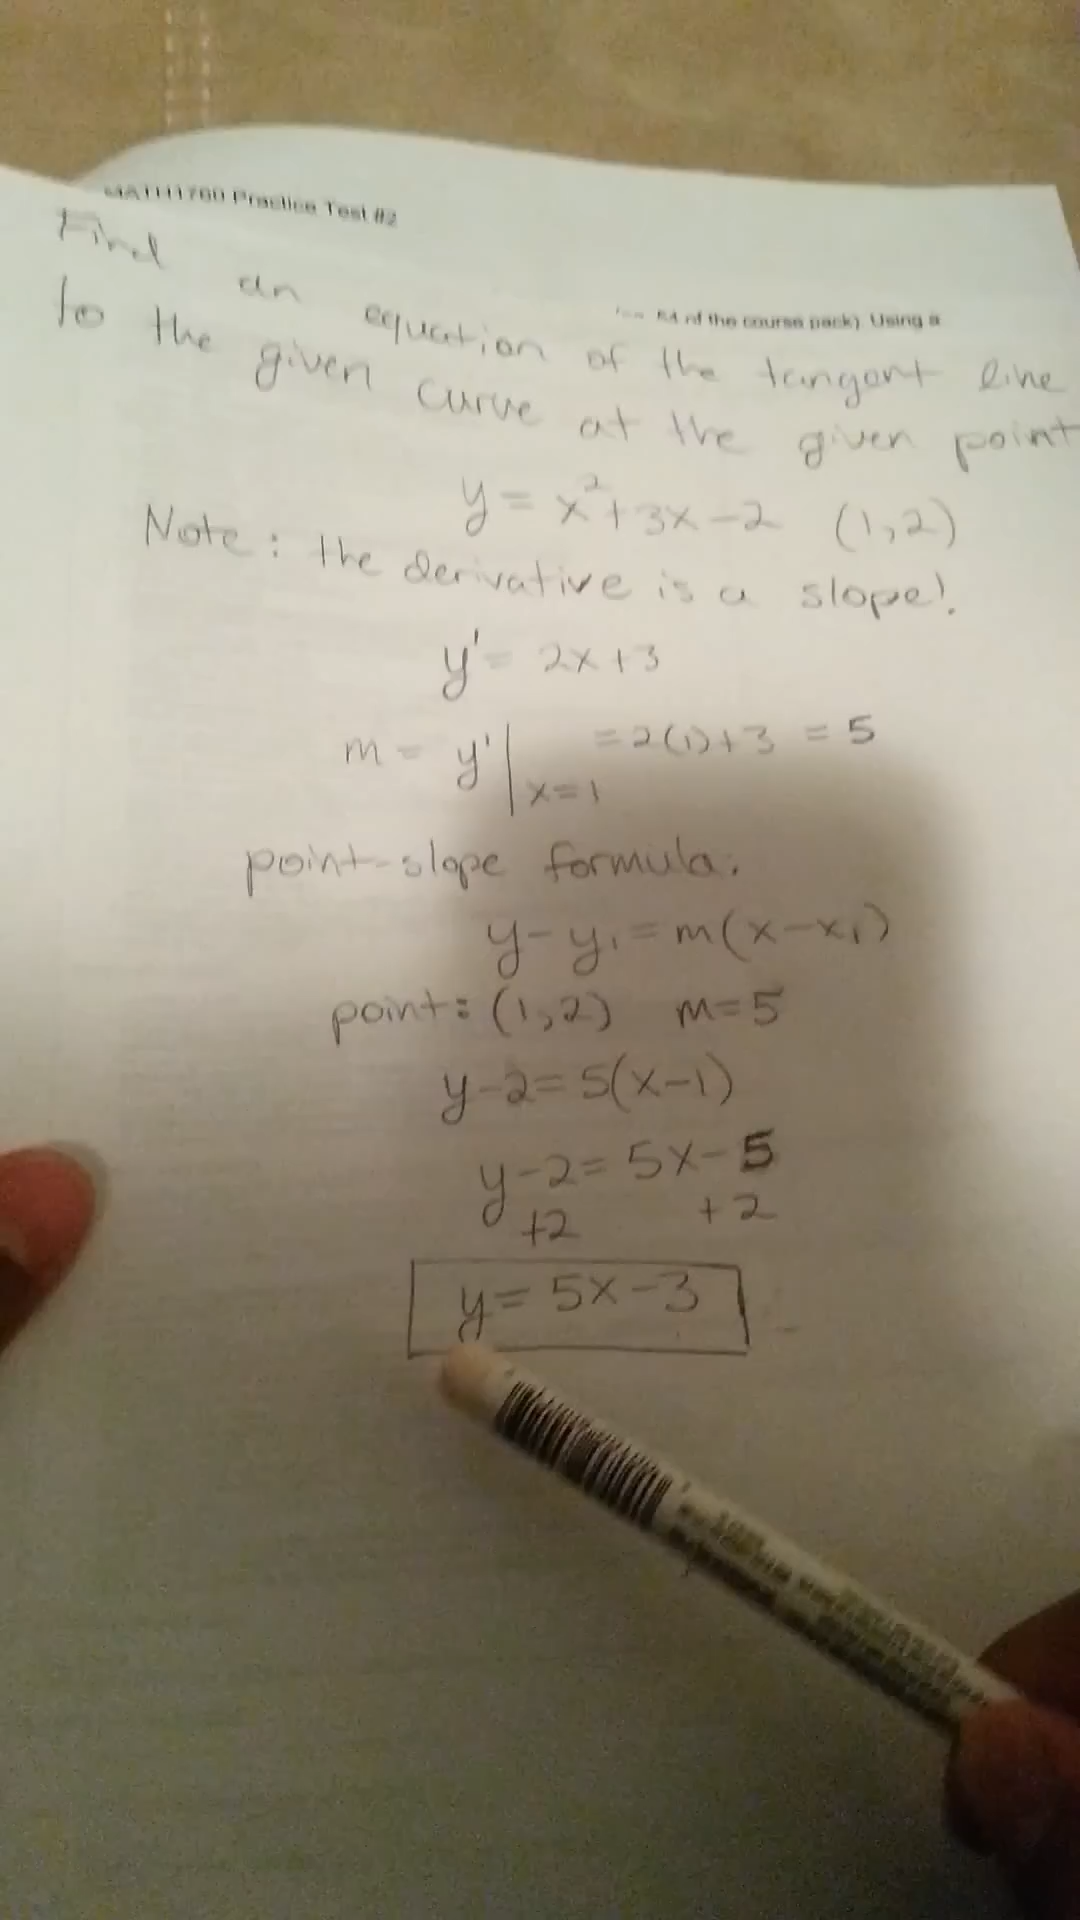 Practice Test #2
Find an equation of the tangent line
of the course pack) Using a
to the given curve at the given point
y = x² + 3x - 2 (1,2)
Note: the derivative is a slope!
y' = 2x + 3
m = y'|x=1 = 2(1)+3 = 5
point-slope formula:
y - y₁ = m(x - x₁)
point: (1,2) m=5
y-2=5(x-1)
y-2= 5x-5
+2 +2
y= 5x-3